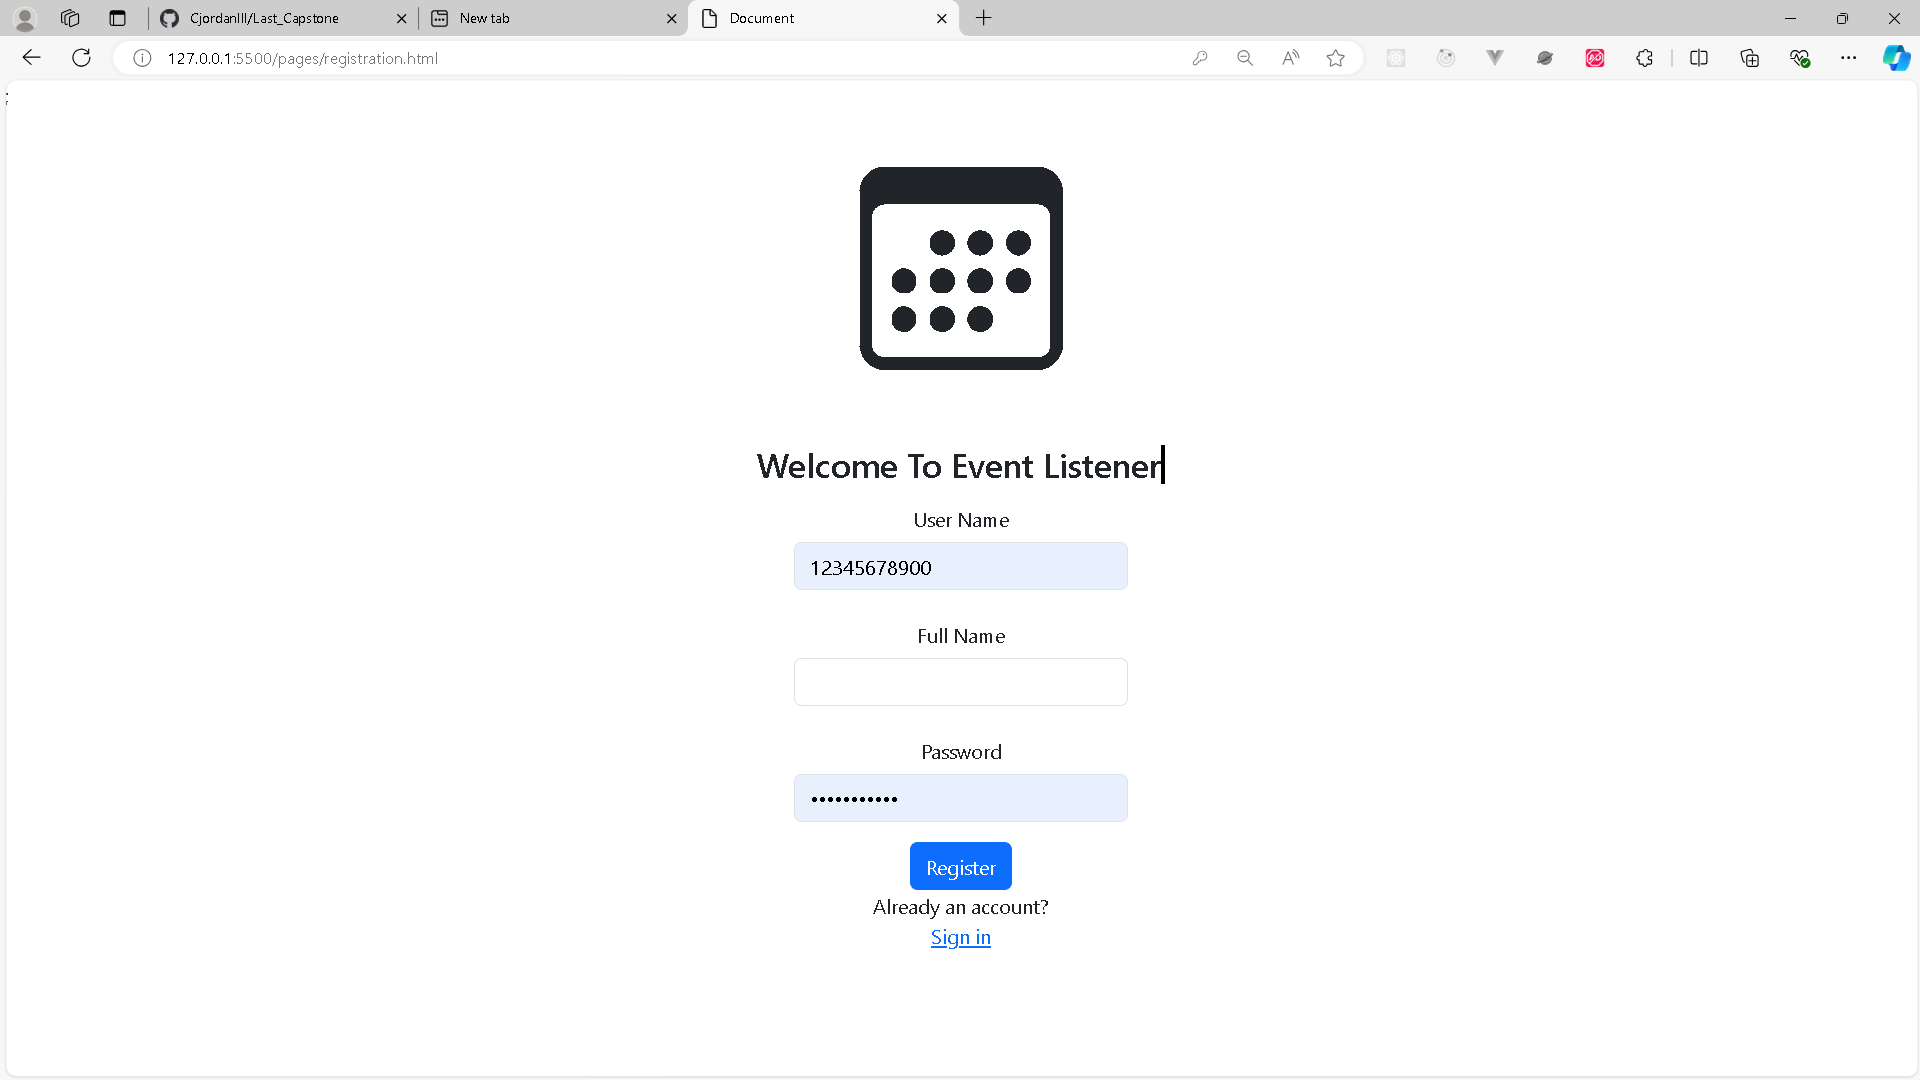 CjordanIII/Last_Capstone
New tab
Document
127.0.0.1:5500/pages/registration.html
;
Welcome To Event Listener
User Name
12345678900
Full Name
Password
•••••••••••
Register
Already an account?
Sign in